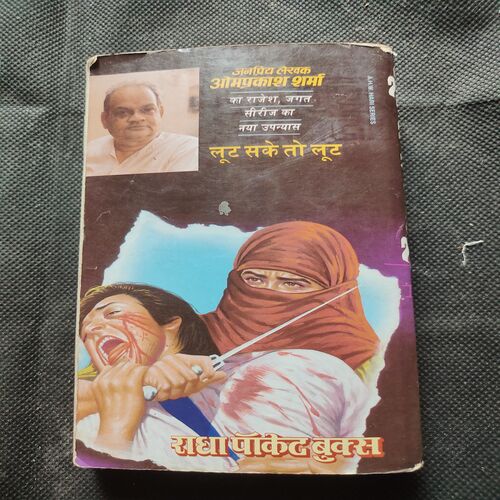 जनप्रिय लेखक
ओमप्रकाश शर्मा
का राजेश, जगत
सीरीज का
नया उपन्यास
लूट सके तो लूट
राधा पाकेट बुक्स